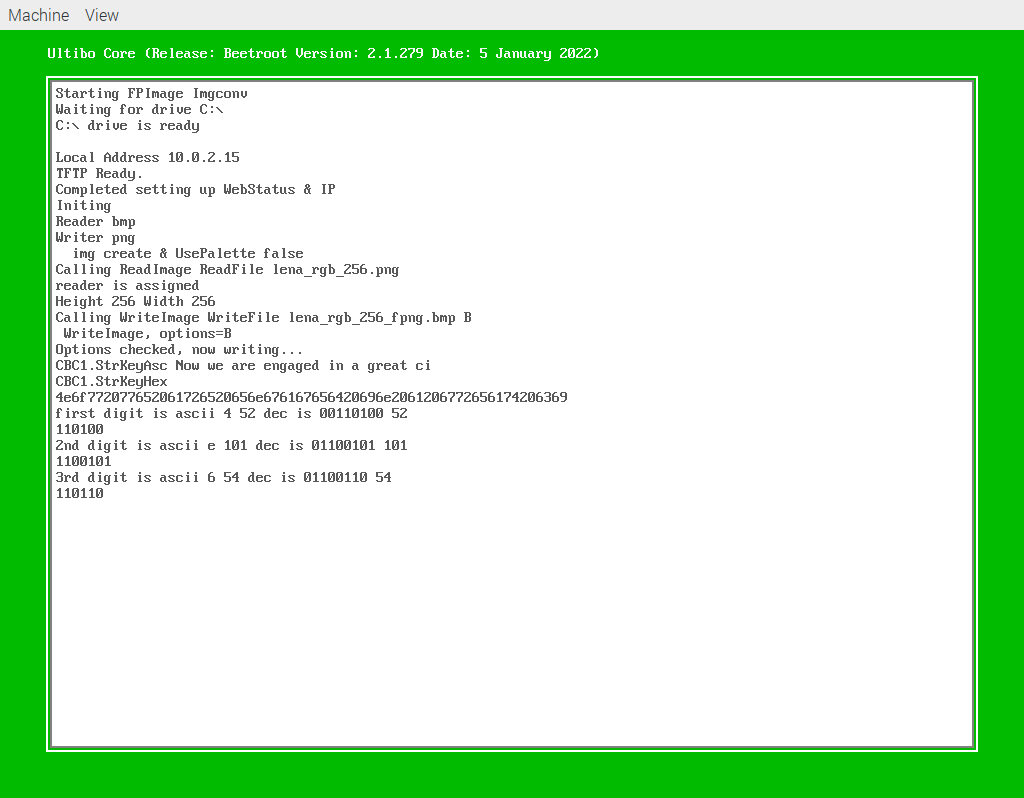 Machine View
Ultibo Core (Release: Beetroot Version: 2.1.279 Date: 5 January 2022)
Starting FPImage Imgconv
Waiting for drive C:\
C:\ drive is ready
Local Address 10.0.2.15
TFTP Ready.
Completed setting up WebStatus & IP
Initing
Reader bmp
Writer png
img create & UsePalette false
Calling ReadImage ReadFile lena_rgb_256.png
reader is assigned
Height 256 Width 256
Calling WriteImage WriteFile lena_rgb_256_fpng.bmp B
WriteImage, options=B
Options checked, now writing...
CBC1.StrKeyAsc Now we are engaged in a great ci
CBC1.StrKeyHex
4e6f772077652061726520656e676167656420696e2061206772656174206369
first digit is ascii 4 52 dec is 00110100 52
110100
2nd digit is ascii e 101 dec is 01100101 101
1100101
3rd digit is ascii 6 54 dec is 01100110 54
110110